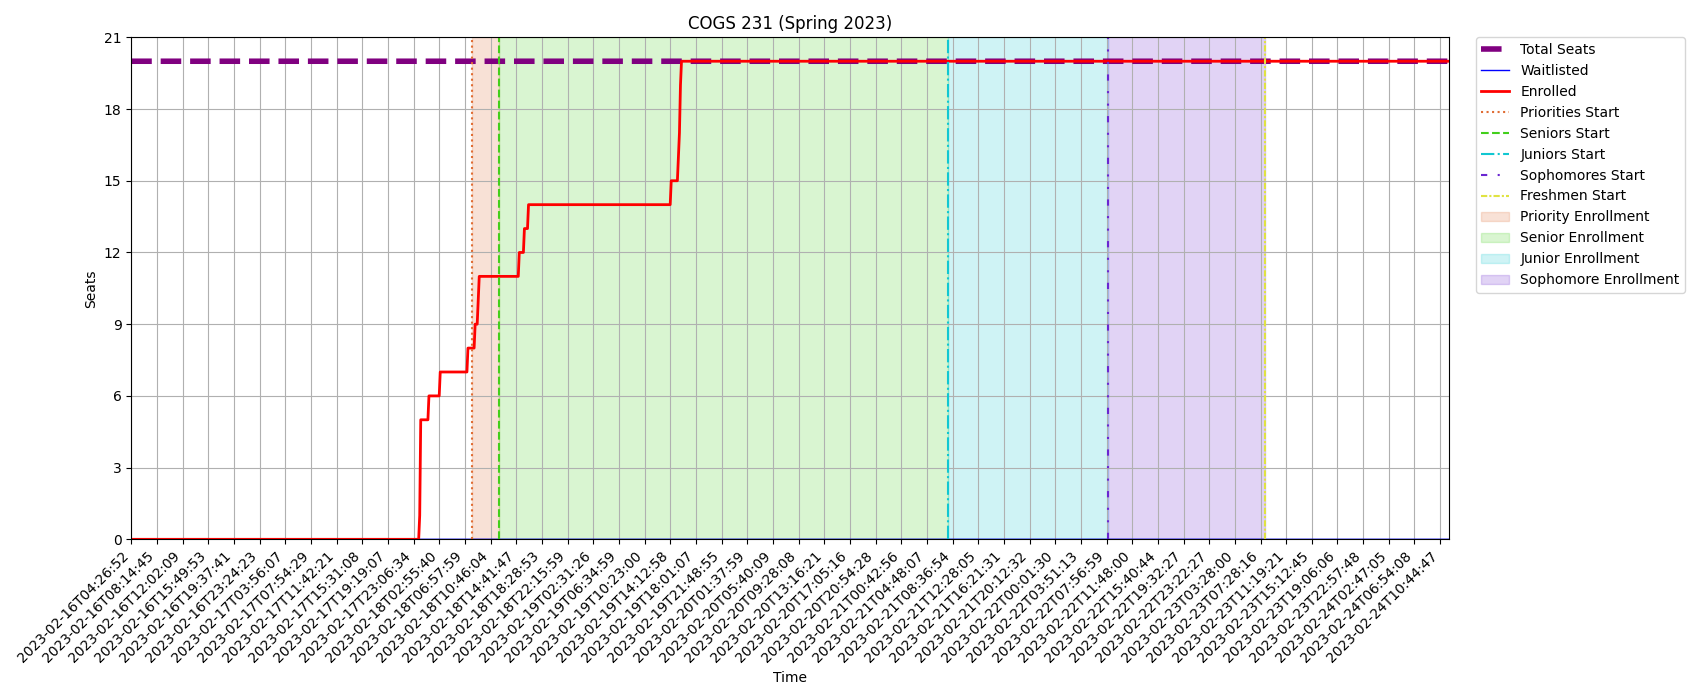 COGS 231 (Spring 2023)
21
18
15
12
9
6
3
0
Seats
2023-02-16T04:26:52
2023-02-16T08:14:45
2023-02-16T12:02:09
2023-02-16T15:49:53
2023-02-16T19:37:41
2023-02-16T23:24:23
2023-02-17T03:56:07
2023-02-17T07:54:29
2023-02-17T11:42:21
2023-02-17T15:31:08
2023-02-17T19:19:07
2023-02-17T23:06:34
2023-02-18T02:55:40
2023-02-18T06:57:59
2023-02-18T10:46:04
2023-02-18T14:41:47
2023-02-18T18:28:53
2023-02-18T22:15:59
2023-02-19T02:31:26
2023-02-19T06:34:59
2023-02-19T10:23:00
2023-02-19T14:12:58
2023-02-19T18:01:07
2023-02-19T21:48:55
2023-02-20T01:37:59
2023-02-20T05:40:09
2023-02-20T09:28:08
2023-02-20T13:16:21
2023-02-20T17:05:16
2023-02-20T20:54:28
2023-02-21T00:42:56
2023-02-21T04:48:07
2023-02-21T08:36:54
2023-02-21T12:28:05
2023-02-21T16:21:31
2023-02-21T20:12:32
2023-02-22T00:01:30
2023-02-22T03:51:13
2023-02-22T07:56:59
2023-02-22T11:48:00
2023-02-22T15:40:44
2023-02-22T19:32:27
2023-02-22T23:22:27
2023-02-23T03:28:00
2023-02-23T07:28:16
2023-02-23T11:19:21
2023-02-23T15:12:45
2023-02-23T19:06:06
2023-02-23T22:57:48
2023-02-24T02:47:05
2023-02-24T06:54:08
2023-02-24T10:44:47
Time
Total Seats
Waitlisted
Enrolled
Priorities Start
Seniors Start
Juniors Start
Sophomores Start
Freshmen Start
Priority Enrollment
Senior Enrollment
Junior Enrollment
Sophomore Enrollment